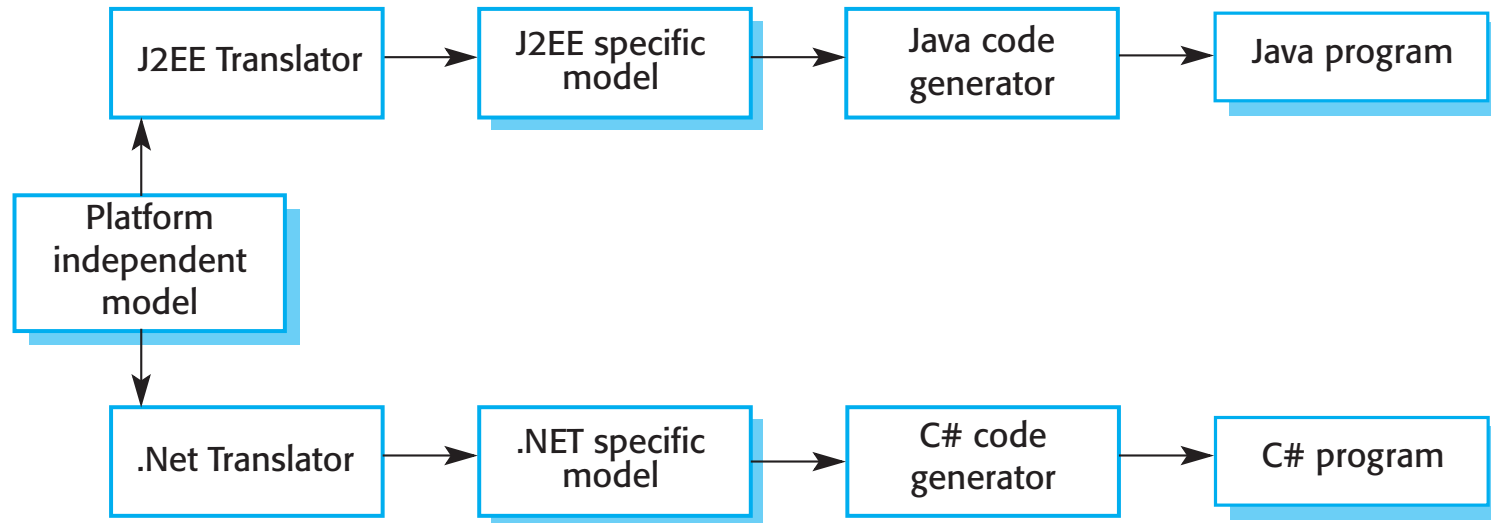 J2EE Translator
J2EE specific
model
Java code
generator
Java program
Platform
independent
model
.Net Translator
.NET specific
model
C# code
generator
C# program